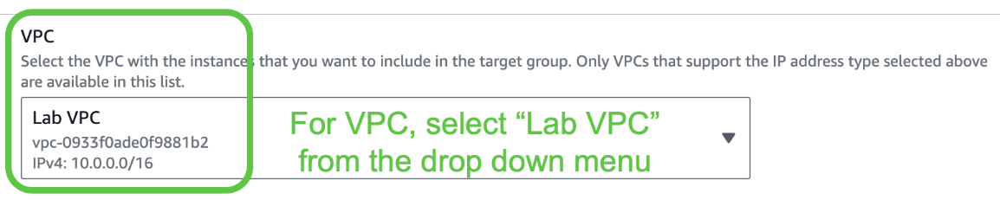 VPC
Select the VPC with the instances that you want to include in the target group. Only VPCs that support the IP address type selected above
are available in this list.
Lab VPC
vpc-0933f0ade0f9881b2
IPv4: 10.0.0.0/16
For VPC, select “Lab VPC”
from the drop down menu